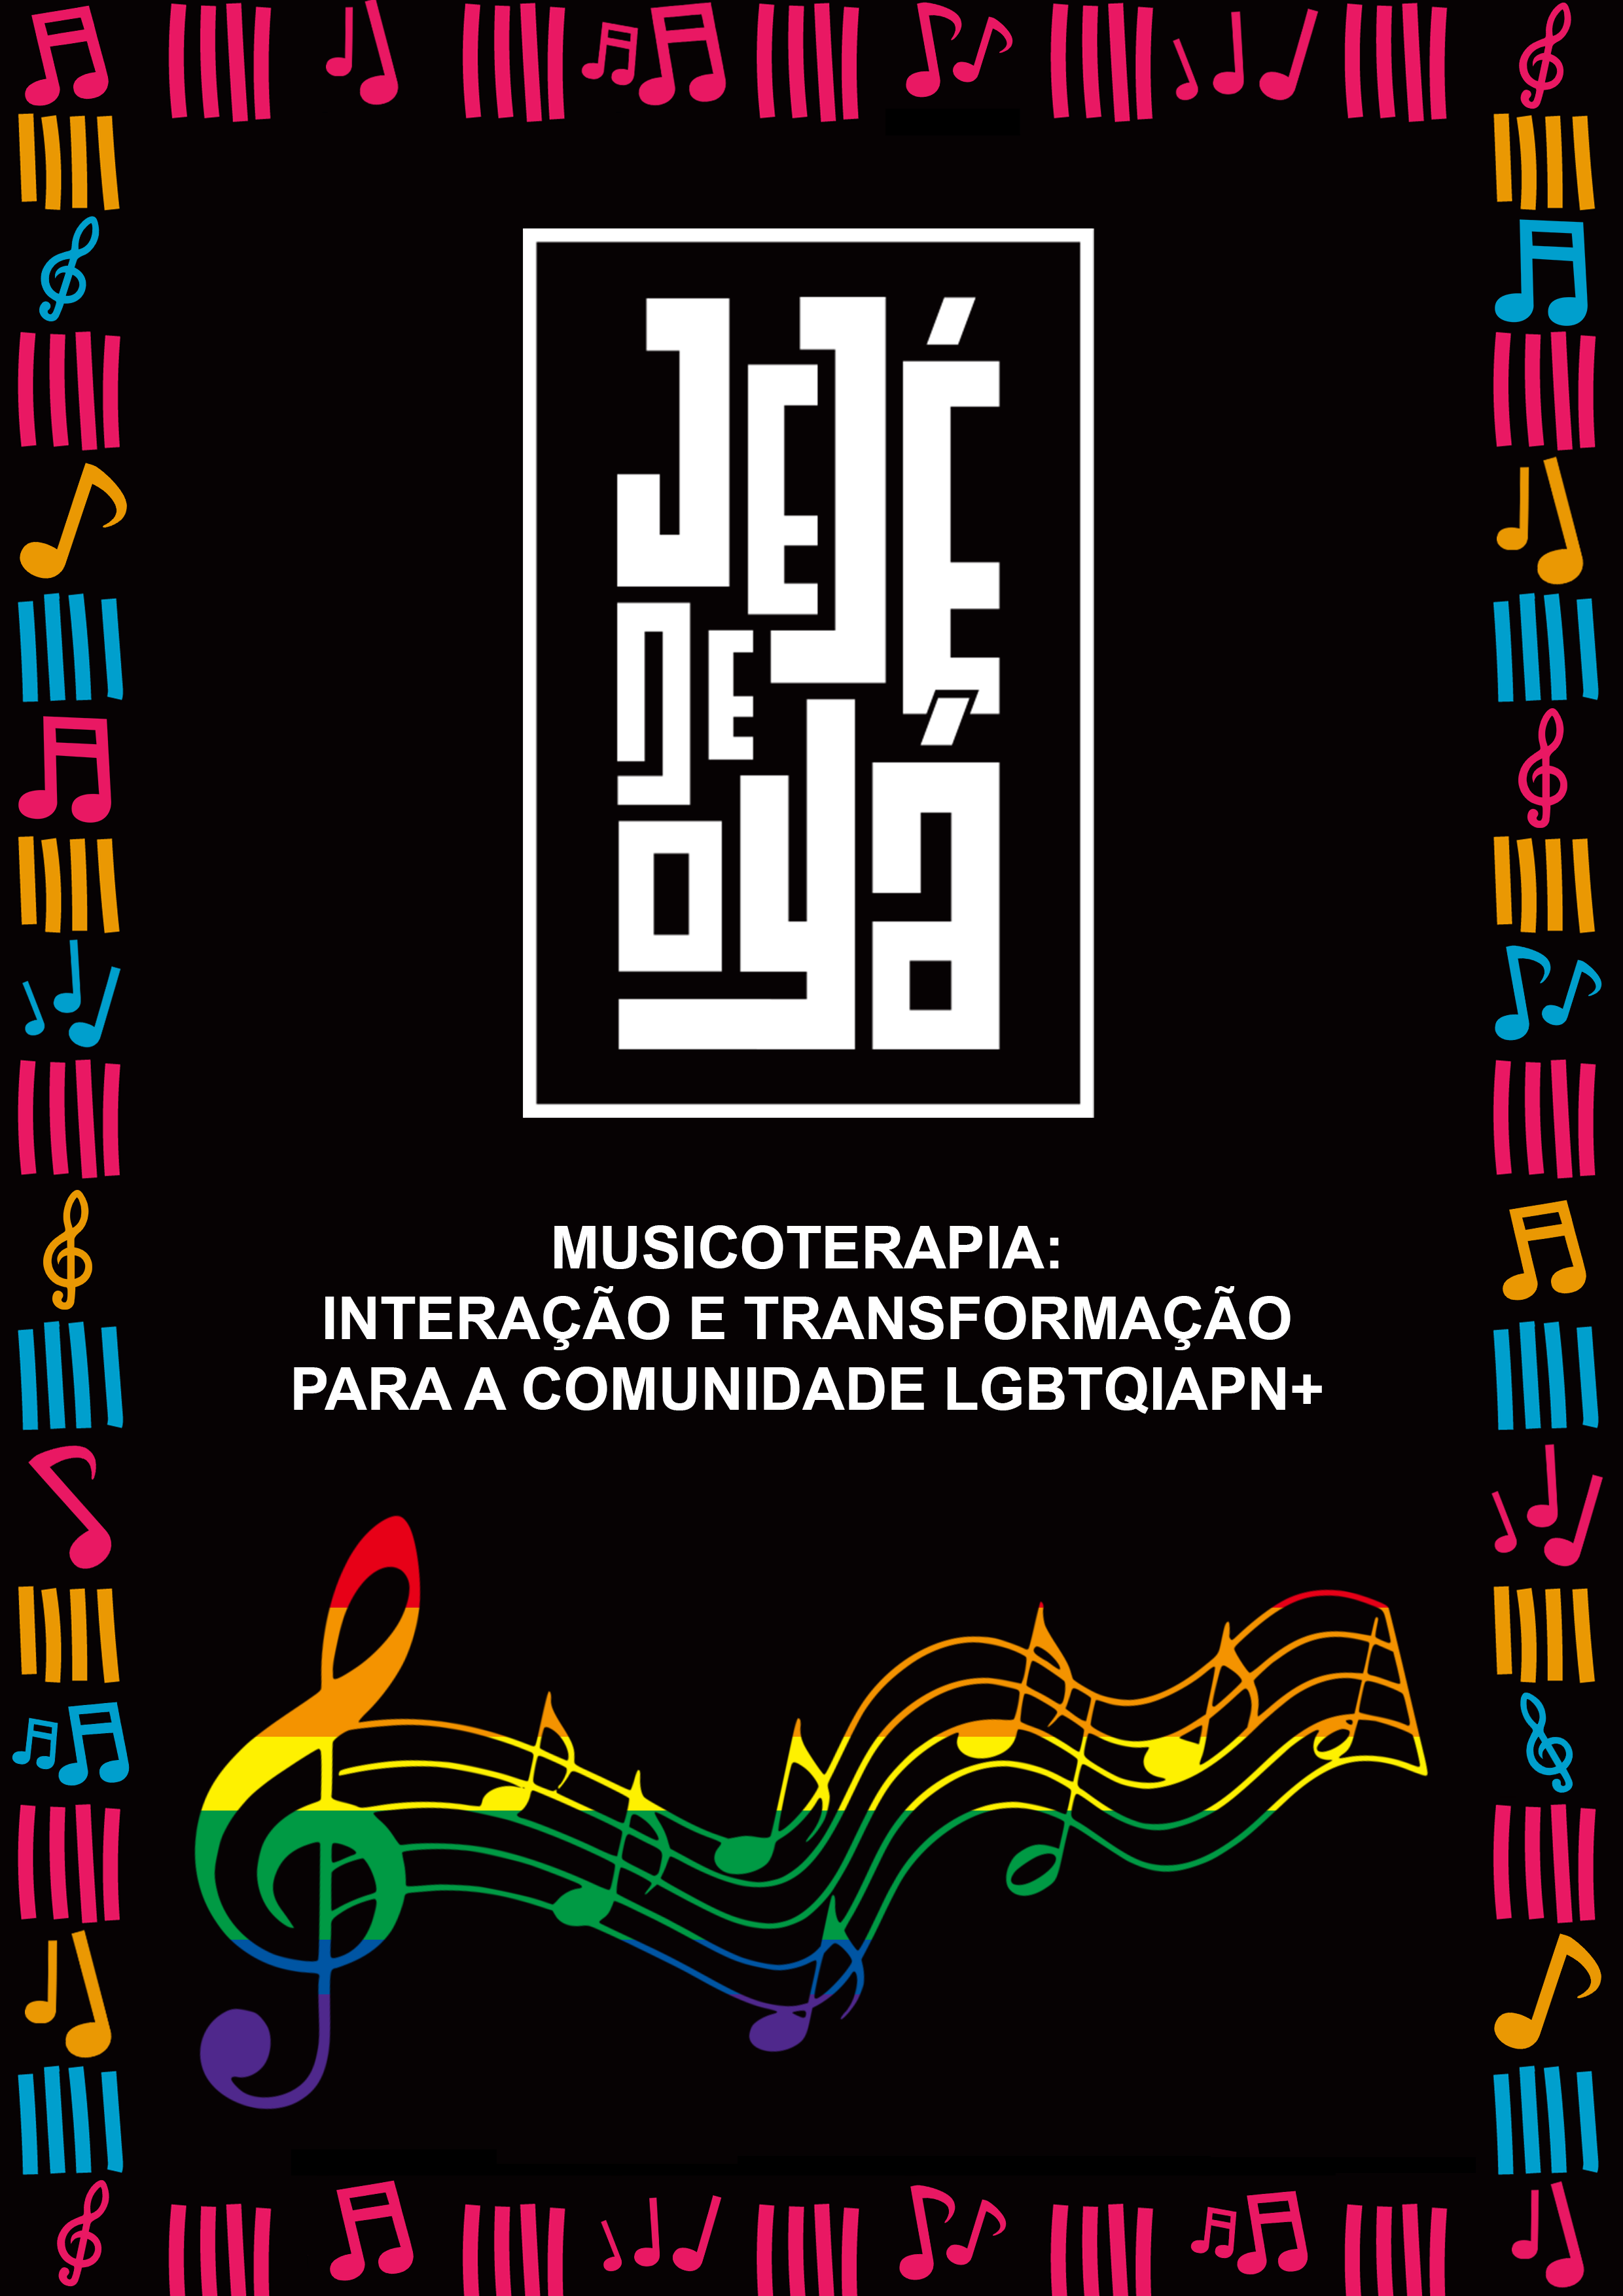 JEJÉ
DE
OYÁ
MUSICOTERAPIA:
INTERAÇÃO E TRANSFORMAÇÃO
PARA A COMUNIDADE LGBTQIAPN+